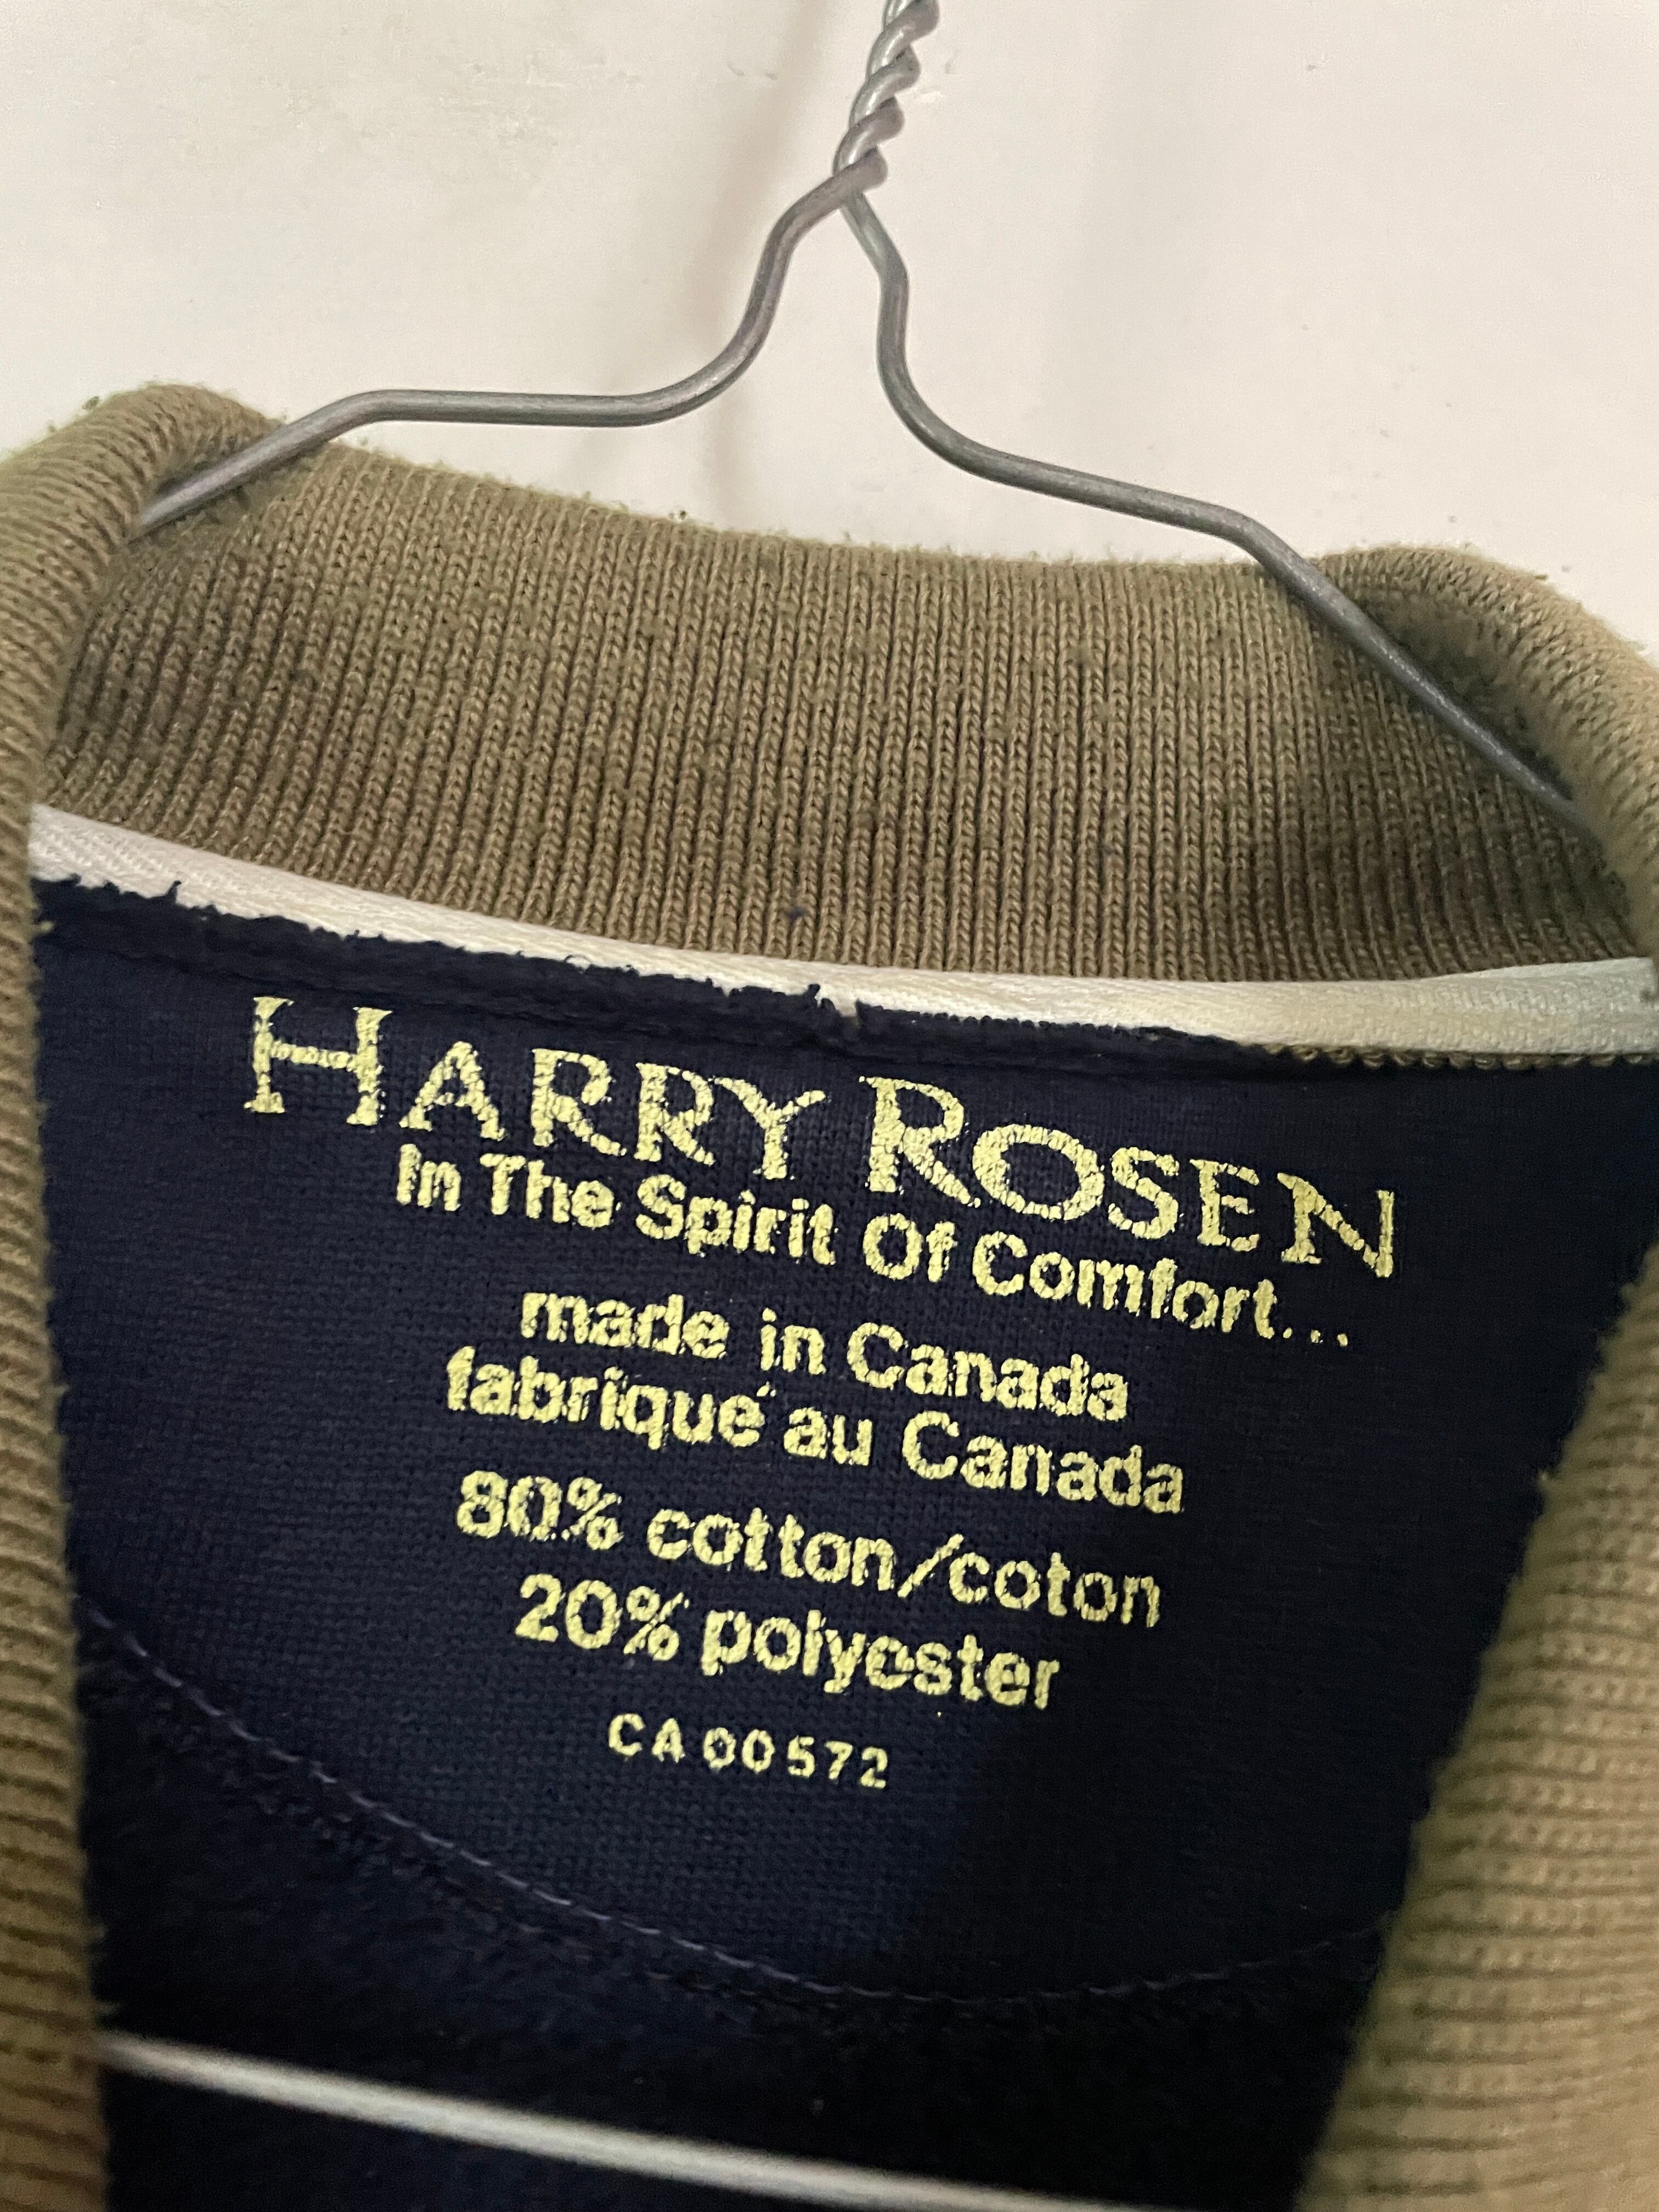 HARRY ROSEN
In The Spirit Of Comfort...
made in Canada
fabrique au Canada
80% cotton/coton
20% polyester
CA 00572